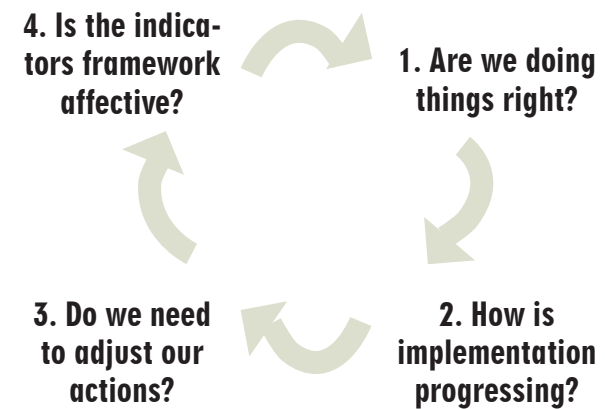 4. Is the indica-
tors framework
affective?
1. Are we doing
things right?
2. How is
implementation
progressing?
3. Do we need
to adjust our
actions?